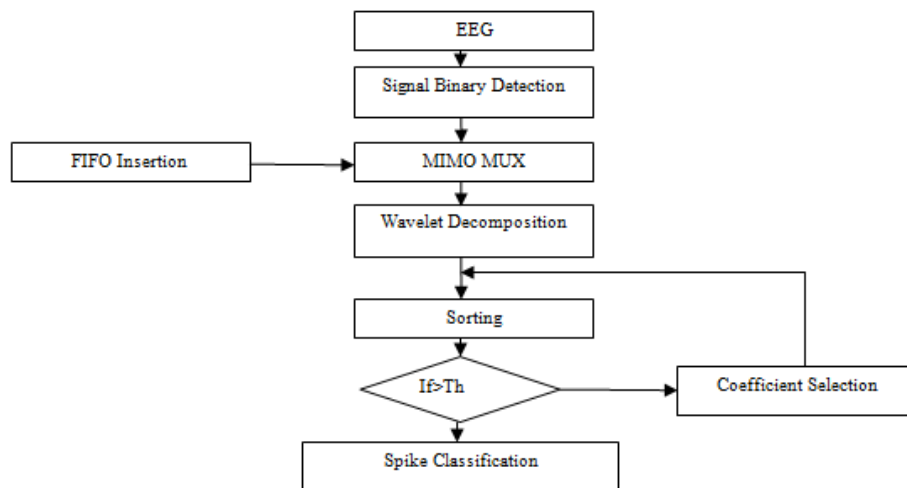 EEG
Signal Binary Detection
FIFO Insertion
MIMO MUX
Wavelet Decomposition
Sorting
If>Th
Coefficient Selection
Spike Classification